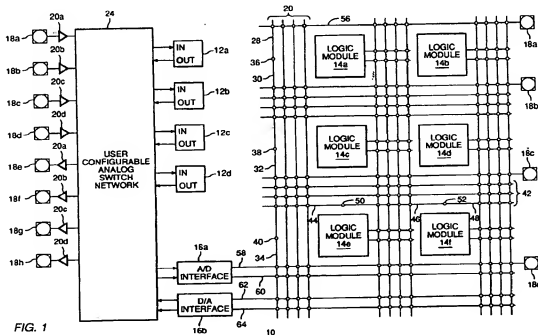 24
20
56
20a
18a
20b
18b
20c
18c
20d
18d
20a
18e
20b
18f
20c
18g
20d
18h
USER CONFIGURABLE ANALOG SWITCH NETWORK
IN
OUT
12a
IN
OUT
12b
IN
OUT
12c
IN
OUT
12d
16a
A/D INTERFACE
58
60
D/A INTERFACE
16b
62
64
28
36
30
38
32
40
34
LOGIC MODULE 14a
LOGIC MODULE 14b
LOGIC MODULE 14c
LOGIC MODULE 14d
LOGIC MODULE 14e
LOGIC MODULE 14f
44
50
46
52
48
42
18a
18b
18c
18d
10
FIG. 1